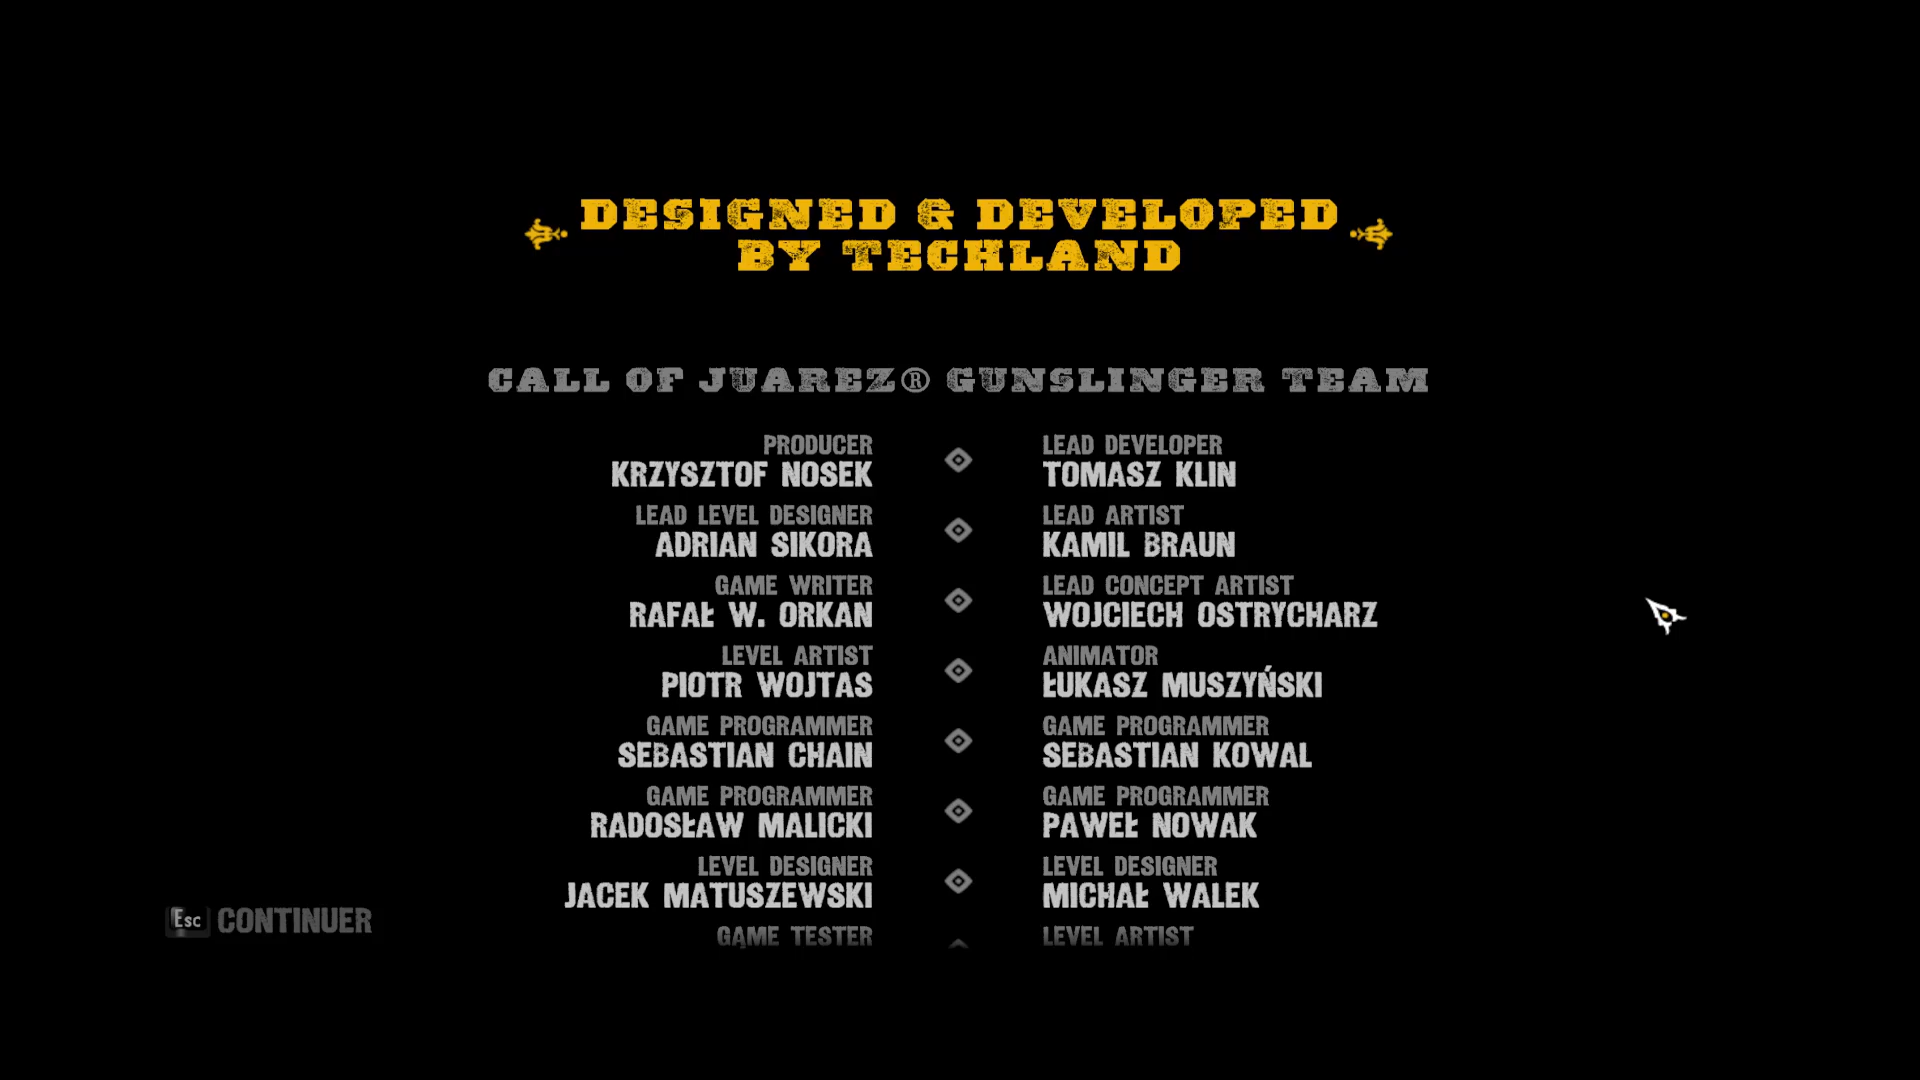 DESIGNED & DEVELOPED
BY TECHLAND
CALL OF JUAREZ® GUNSLINGER TEAM
PRODUCER
KRZYSZTOF NOSEK
LEAD DEVELOPER
TOMASZ KLIN
LEAD LEVEL DESIGNER
ADRIAN SIKORA
LEAD ARTIST
KAMIL BRAUN
GAME WRITER
RAFAŁ W. ORKAN
LEAD CONCEPT ARTIST
WOJCIECH OSTRYCHARZ
LEVEL ARTIST
PIOTR WOJTAS
ANIMATOR
ŁUKASZ MUSZYŃSKI
GAME PROGRAMMER
SEBASTIAN CHAIN
GAME PROGRAMMER
SEBASTIAN KOWAL
GAME PROGRAMMER
RADOSŁAW MALICKI
GAME PROGRAMMER
PAWEŁ NOWAK
LEVEL DESIGNER
JACEK MATUSZEWSKI
LEVEL DESIGNER
MICHAŁ WALEK
GAME TESTER
LEVEL ARTIST
Esc CONTINUER